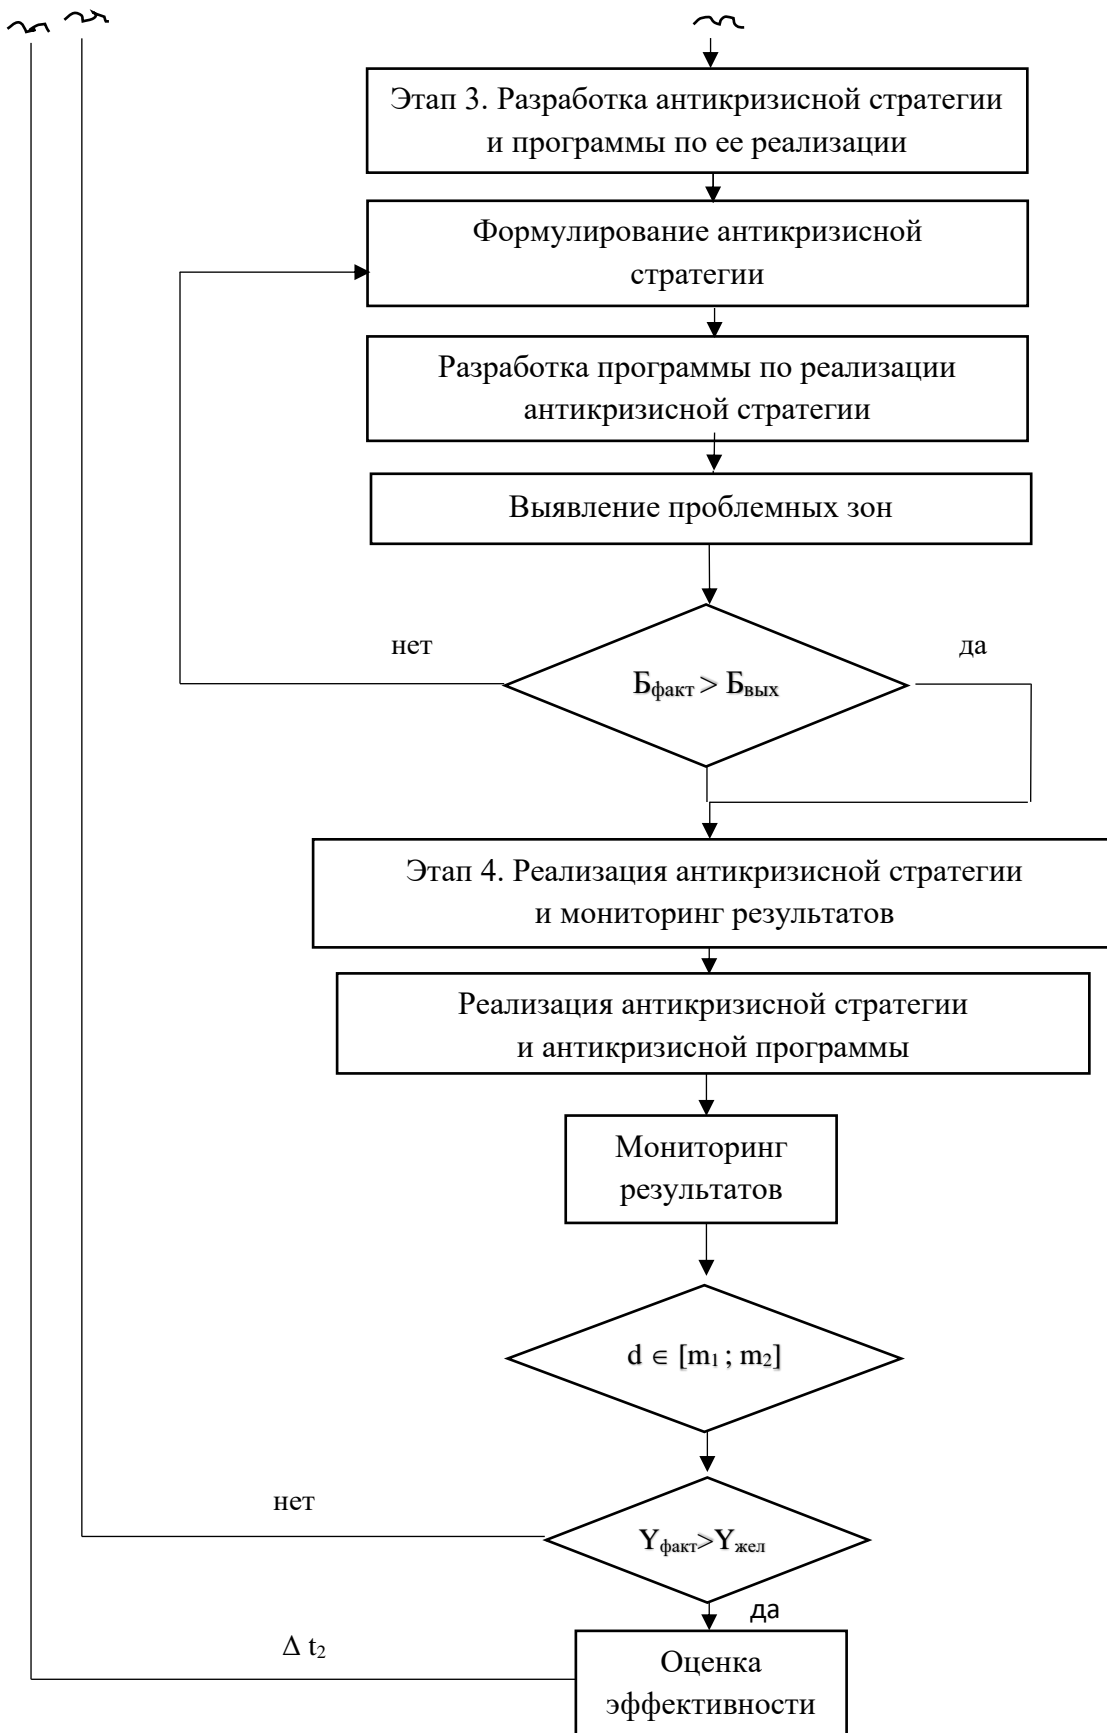 Этап 3. Разработка антикризисной стратегии
и программы по ее реализации
Формулирование антикризисной
стратегии
Разработка программы по реализации
антикризисной стратегии
Выявление проблемных зон
нет
да
Бфакт > Бвых
Этап 4. Реализация антикризисной стратегии
и мониторинг результатов
Реализация антикризисной стратегии
и антикризисной программы
Мониторинг
результатов
d ∈ [m₁ ; m₂]
нет
Yфакт>Yжел
да
Δ t₂
Оценка
эффективности